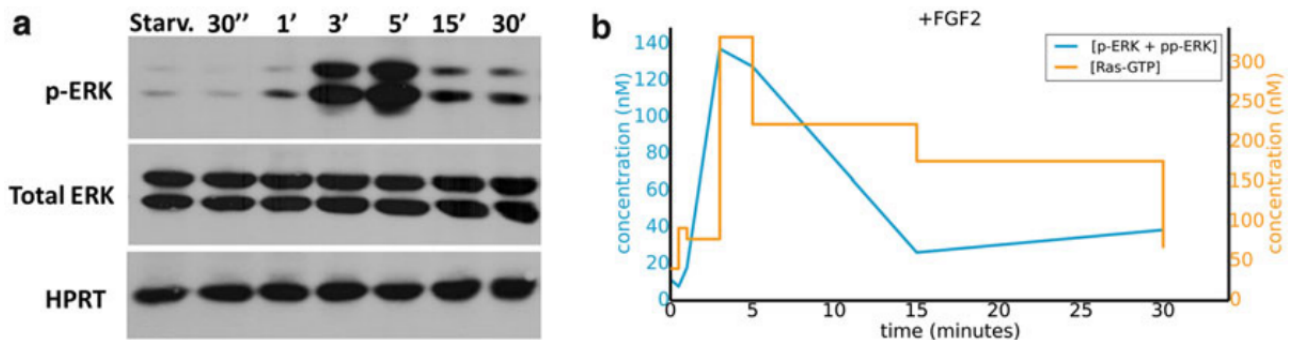 a
Starv. 30'' 1' 3' 5' 15' 30'
p-ERK
Total ERK
HPRT
b
+FGF2
[p-ERK + pp-ERK]
[Ras-GTP]
concentration (nM)
140
120
100
80
60
40
20
0
300
250
200
150
100
50
0
concentration (nM)
0 5 10 15 20 25 30
time (minutes)